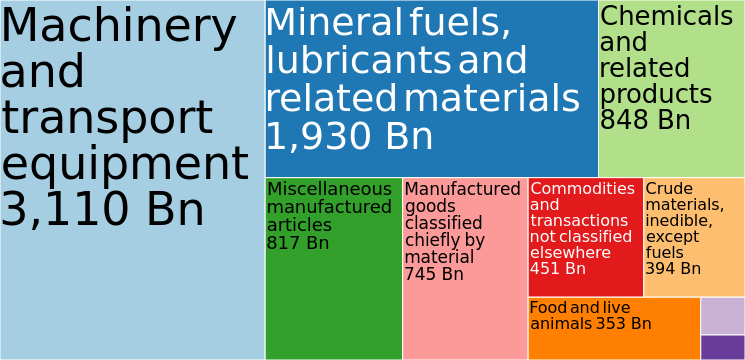 Machinery
and
transport
equipment
3,110 Bn
Mineral fuels,
lubricants and
related materials
1,930 Bn
Chemicals
and
related
products
848 Bn
Miscellaneous
manufactured
articles
817 Bn
Manufactured
goods
classified
chiefly by
material
745 Bn
Commodities
and
transactions
not classified
elsewhere
451 Bn
Crude
materials,
inedible,
except
fuels
394 Bn
Food and live
animals 353 Bn